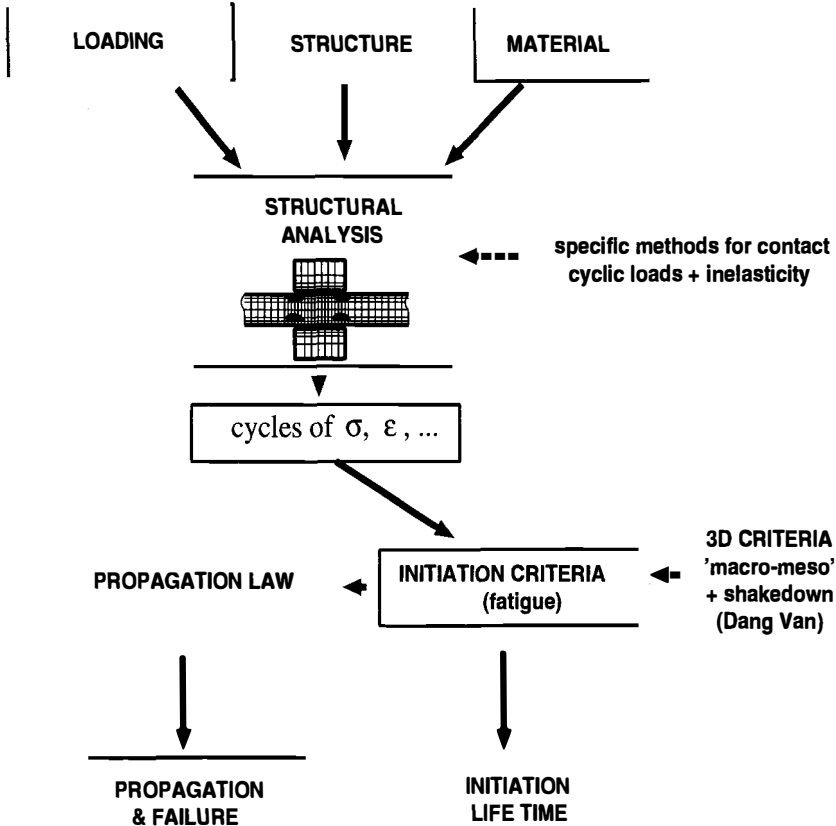 LOADING
STRUCTURE
MATERIAL
STRUCTURAL
ANALYSIS
specific methods for contact
cyclic loads + inelasticity
cycles of σ, ε , ...
PROPAGATION LAW
INITIATION CRITERIA
(fatigue)
3D CRITERIA
'macro-meso'
+ shakedown
(Dang Van)
PROPAGATION
& FAILURE
INITIATION
LIFE TIME